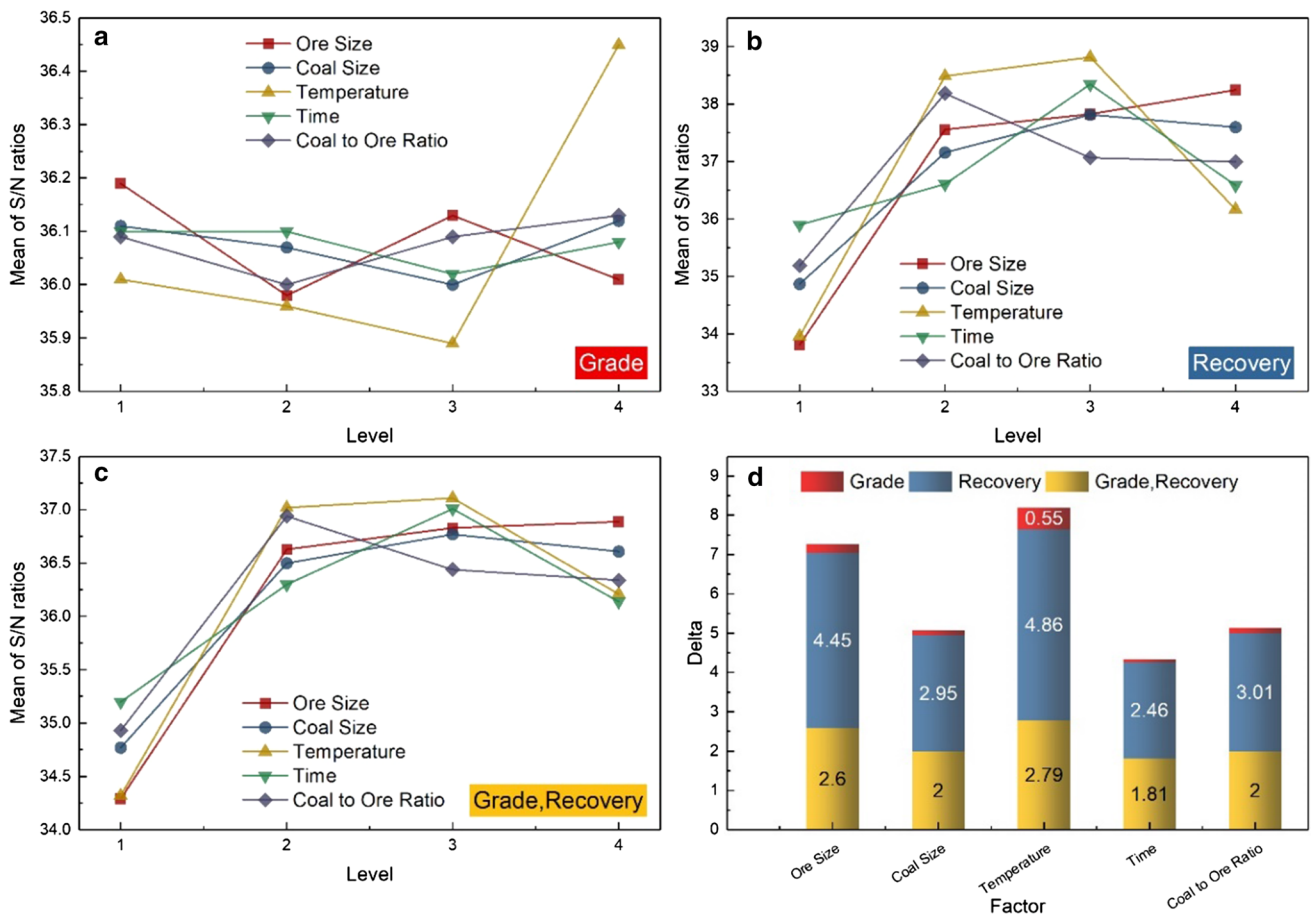 a
36.5
36.4
36.3
36.2
36.1
36.0
35.9
35.8
Mean of S/N ratios
Ore Size
Coal Size
Temperature
Time
Coal to Ore Ratio
Grade
1 2 3 4
Level
b
39
38
37
36
35
34
33
Mean of S/N ratios
Ore Size
Coal Size
Temperature
Time
Coal to Ore Ratio
Recovery
1 2 3 4
Level
c
37.5
37.0
36.5
36.0
35.5
35.0
34.5
34.0
Mean of S/N ratios
Ore Size
Coal Size
Temperature
Time
Coal to Ore Ratio
Grade,Recovery
1 2 3 4
Level
d
Grade Recovery Grade,Recovery
9
8
7
6
5
4
3
2
1
0
Delta
0.55
4.45 2.95 4.86 2.46 3.01
2.6 2 2.79 1.81 2
Ore Size Coal Size Temperature Time Coal to Ore Ratio
Factor